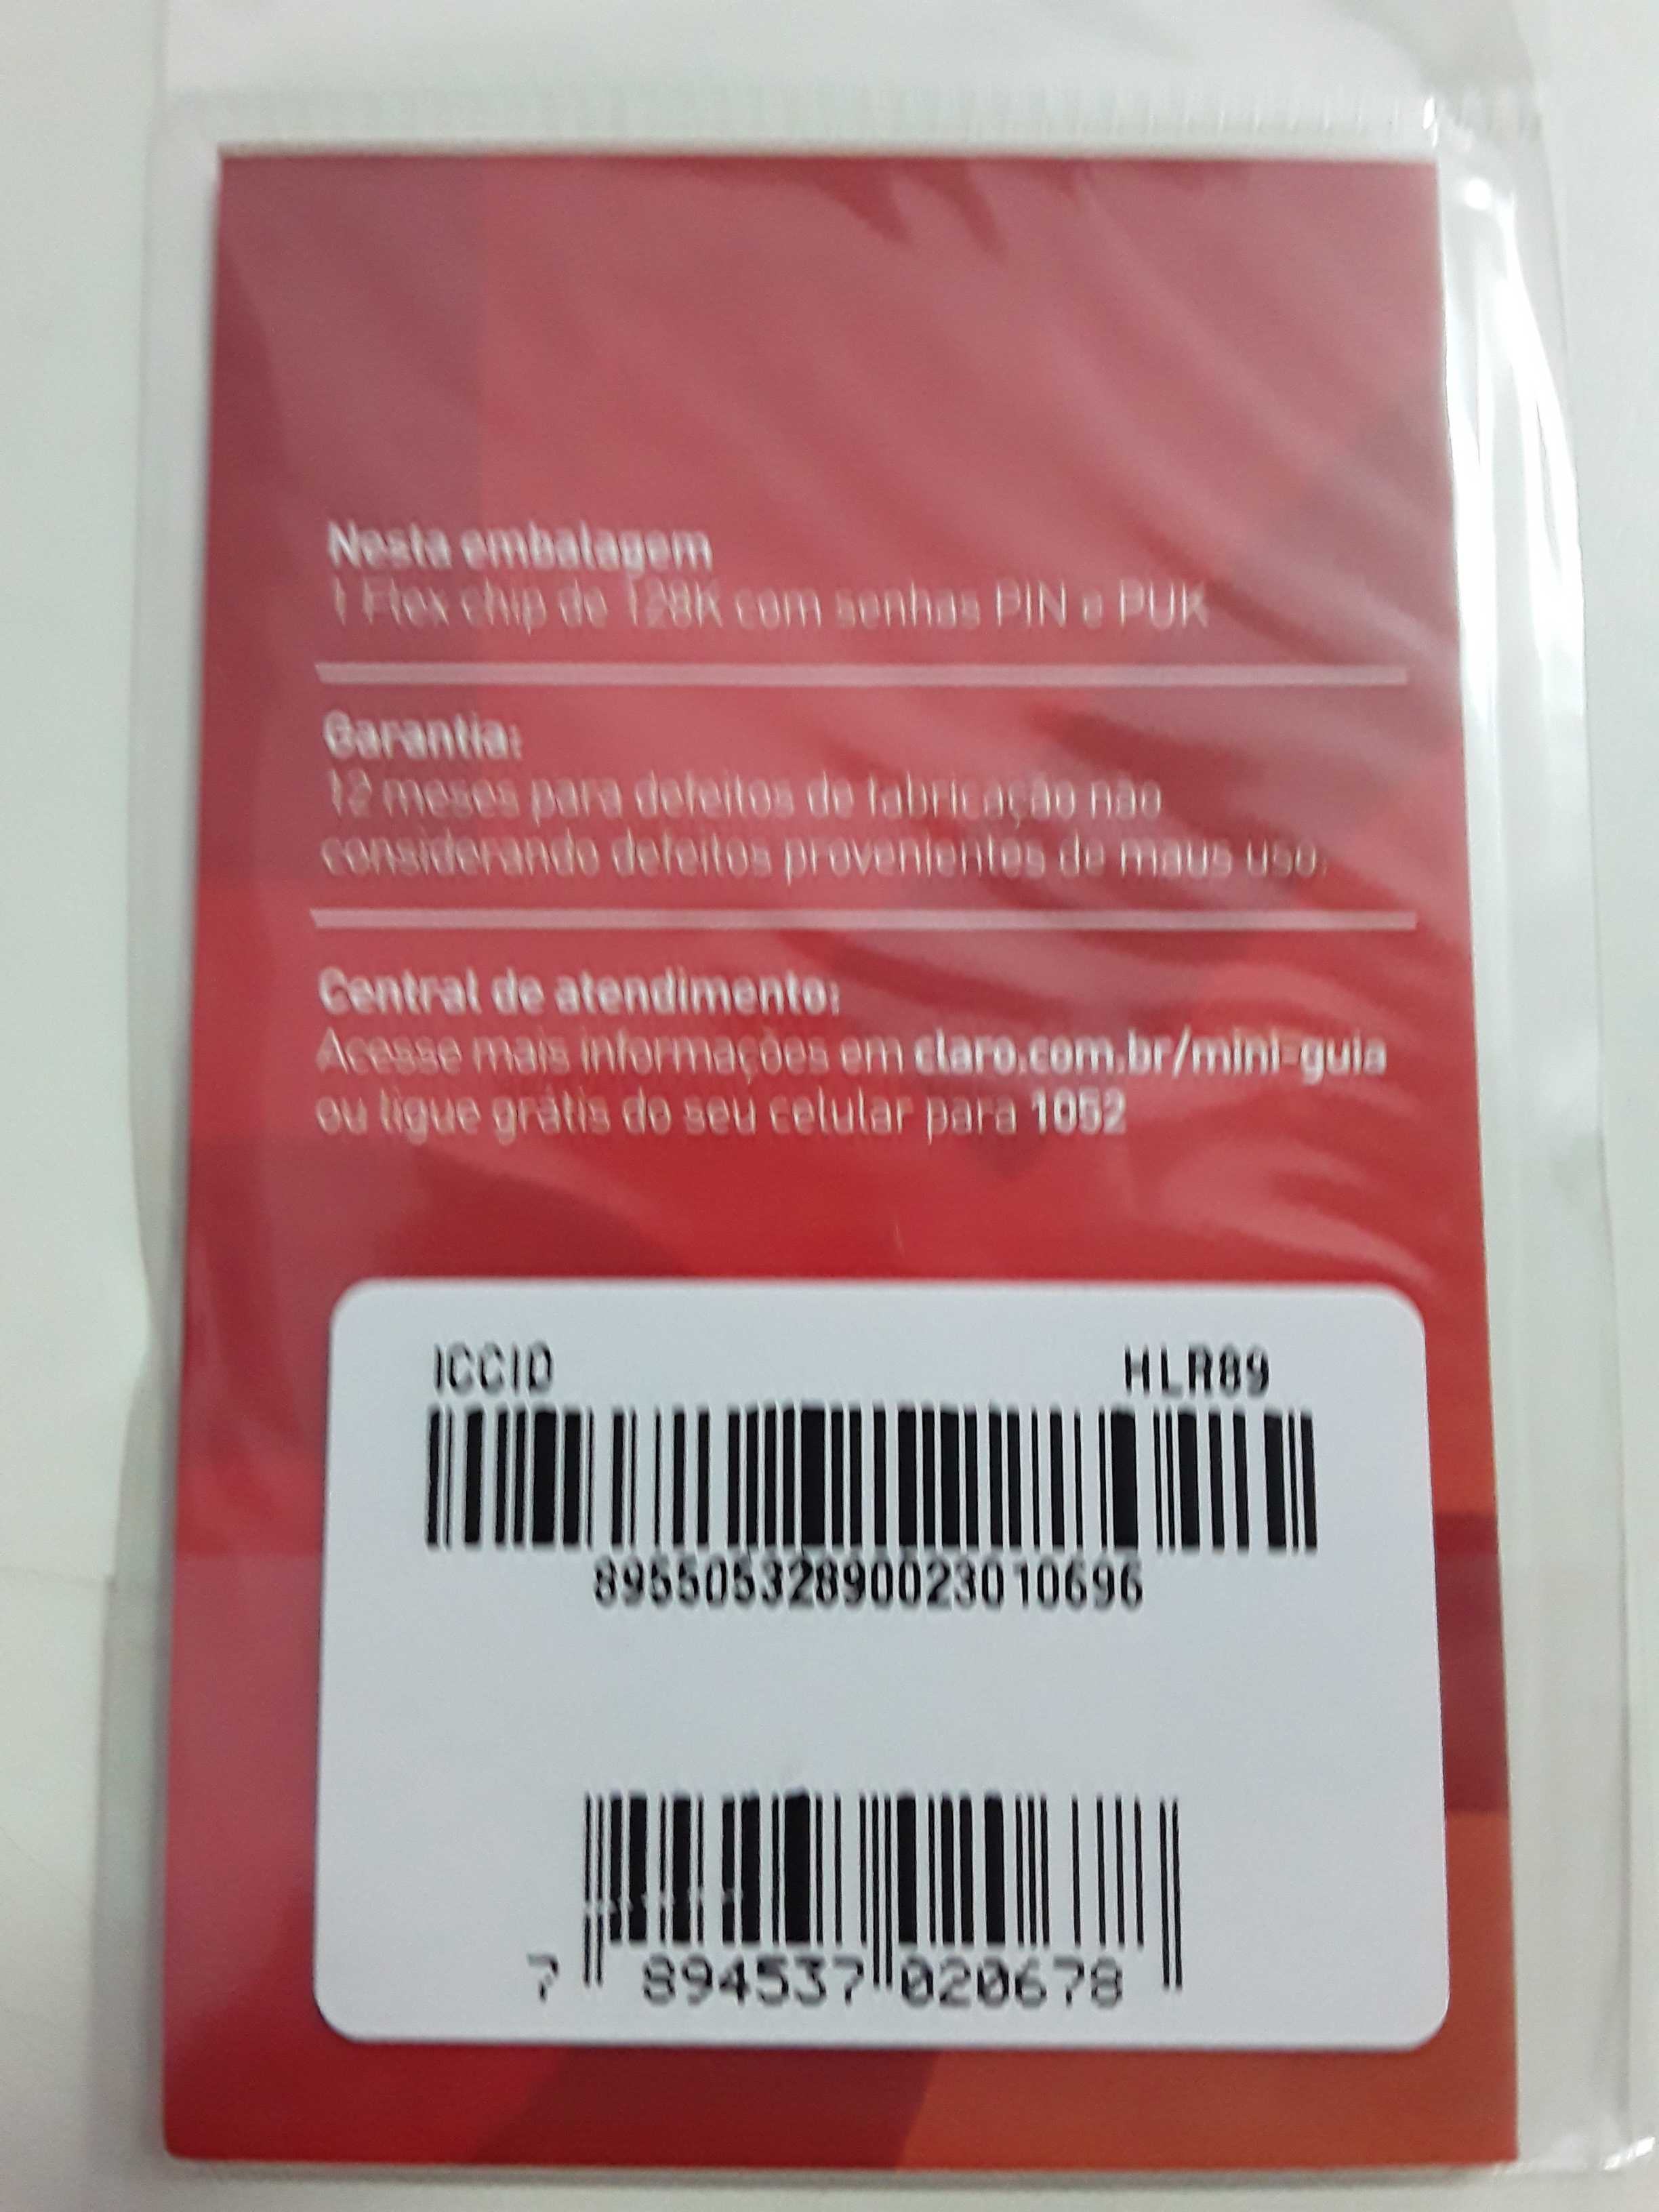 Nesta embalagem
1 Flex chip de 128K com senhas PIN e PUK
Garantia:
12 meses para defeitos de fabricação não
considerando defeitos provenientes de maus uso.
Central de atendimento:
Acesse mais informações em claro.com.br/mini-guia
ou ligue grátis do seu celular para 1052
ICCID HLR89
89550532890023010696
7 894537 020678